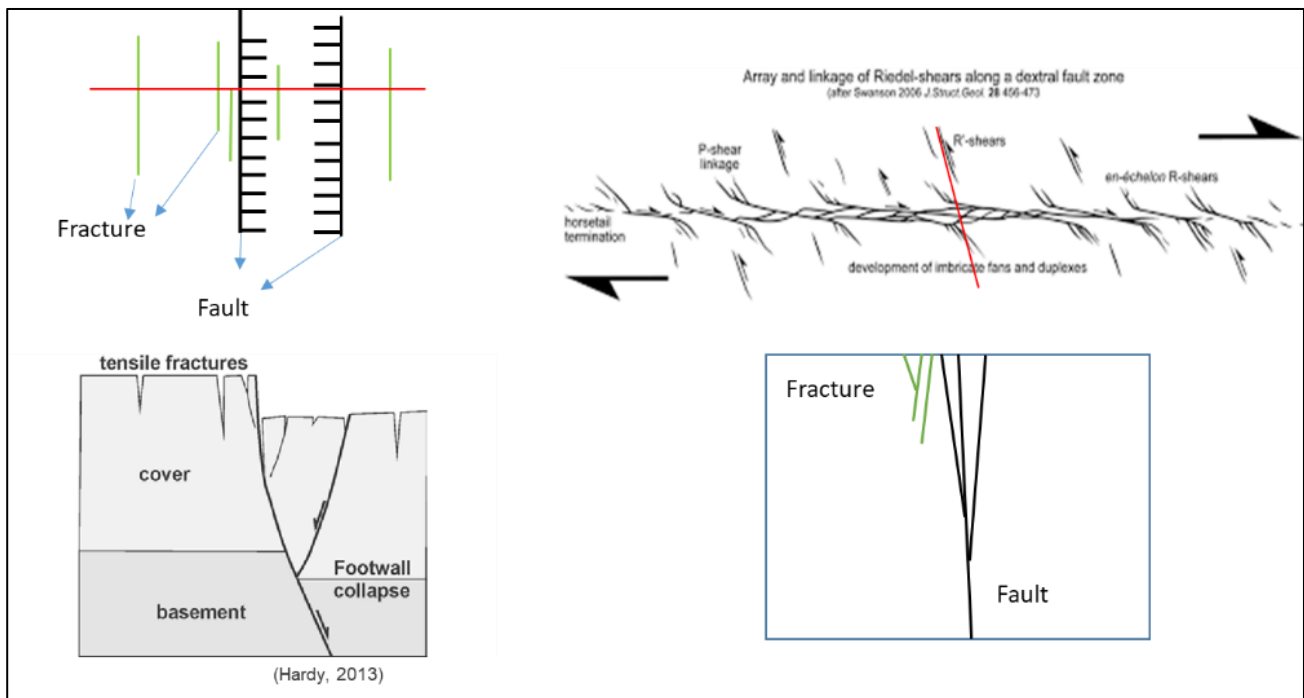 Fracture
Fault
Array and linkage of Riedel-shears along a dextral fault zone
(after Swanson 2006 J.Struct.Geol. 28 456-473
P-shear
linkage
R'-shears
en-échelon R-shears
horsetail
termination
development of imbricate fans and duplexes
tensile fractures
cover
basement
Footwall
collapse
(Hardy, 2013)
Fracture
Fault